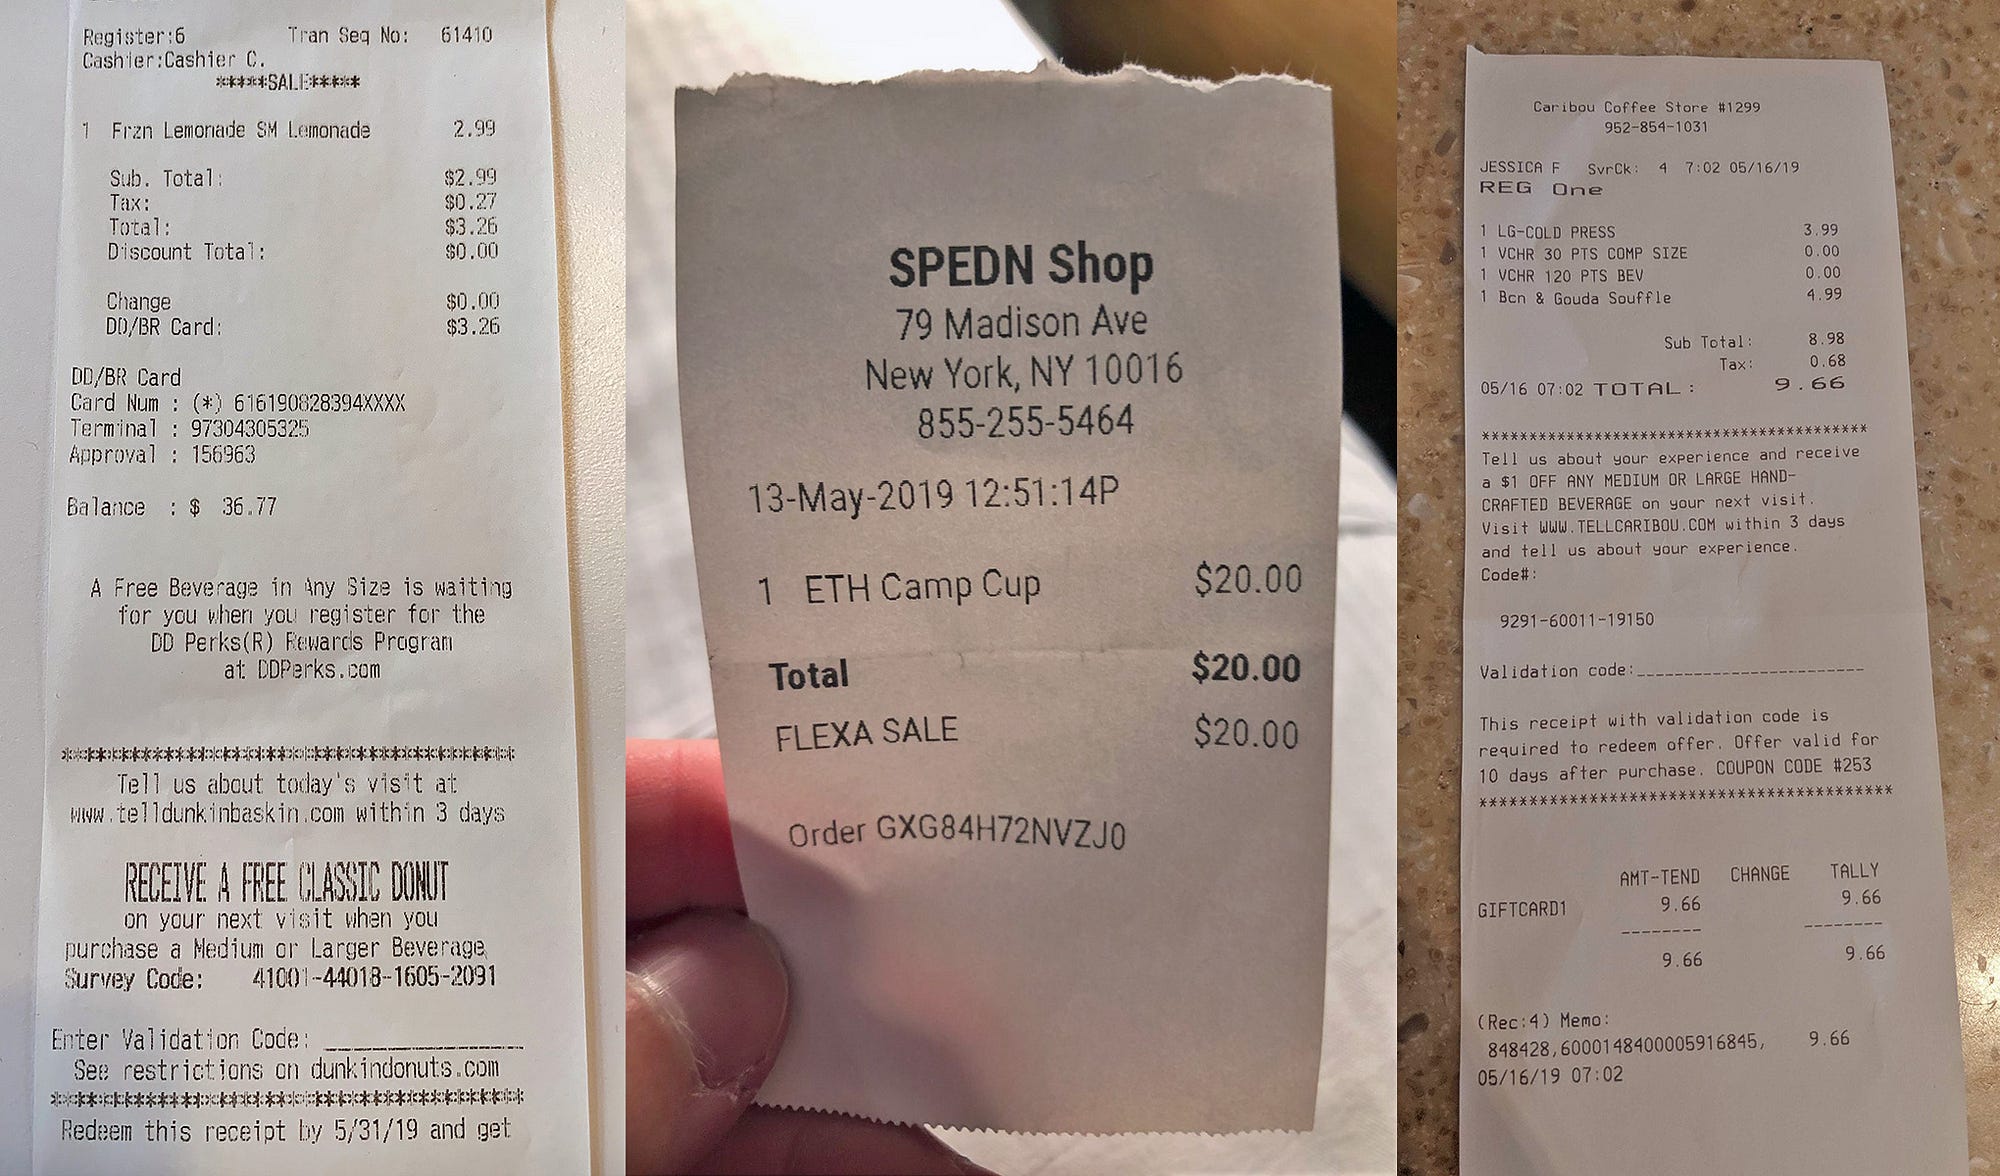 Register:6 Tran Seq No: 61410
Cashier:Cashier C.
*****SALE*****
1 Frzn Lemonade SM Lemonade 2.99
Sub. Total: $2.99
Tax: $0.27
Total: $3.26
Discount Total: $0.00
Change $0.00
DD/BR Card: $3.26
DD/BR Card
Card Num : (*) 616190828394XXXX
Terminal : 97304305325
Approval : 156963
Balance : $ 36.77
A Free Beverage in Any Size is waiting
for you when you register for the
DD Perks(R) Rewards Program
at DDPerks.com
****************************************
Tell us about today's visit at
www.telldunkinbaskin.com within 3 days
RECEIVE A FREE CLASSIC DONUT
on your next visit when you
purchase a Medium or Larger Beverage
Survey Code: 41001-44018-1605-2091
Enter Validation Code: ________________
See restrictions on dunkindonuts.com
****************************************
Redeem this receipt by 5/31/19 and get
SPEDN Shop
79 Madison Ave
New York, NY 10016
855-255-5464
13-May-2019 12:51:14P
1 ETH Camp Cup $20.00
Total $20.00
FLEXA SALE $20.00
Order GXG84H72NVZJ0
Caribou Coffee Store #1299
952-854-1031
JESSICA F SvrCk: 4 7:02 05/16/19
REG One
1 LG-COLD PRESS 3.99
1 VCHR 30 PTS COMP SIZE 0.00
1 VCHR 120 PTS BEV 0.00
1 Bcn & Gouda Souffle 4.99
Sub Total: 8.98
Tax: 0.68
05/16 07:02 TOTAL: 9.66
*****************************************
Tell us about your experience and receive
a $1 OFF ANY MEDIUM OR LARGE HAND-
CRAFTED BEVERAGE on your next visit.
Visit WWW.TELLCARIBOU.COM within 3 days
and tell us about your experience.
Code#:
9291-60011-19150
Validation code:________________________
This receipt with validation code is
required to redeem offer. Offer valid for
10 days after purchase. COUPON CODE #253
*****************************************
AMT-TEND CHANGE TALLY
GIFTCARD1 9.66 9.66
-------- --------
9.66 9.66
(Rec:4) Memo:
848428,6000148400005916845, 9.66
05/16/19 07:02